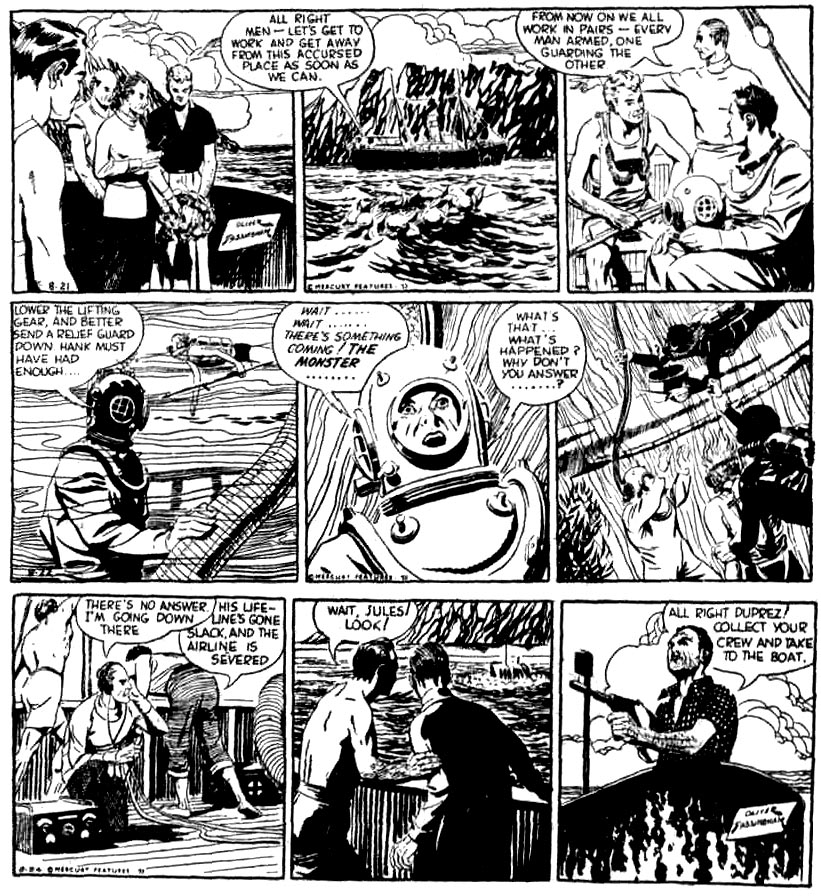 ALL RIGHT
MEN — LET'S GET TO
WORK AND GET AWAY
FROM THIS ACCURSED
PLACE AS SOON AS
WE CAN.
OLIVER
FASSINGHAM
8-21
© MERCURY FEATURES
FROM NOW ON WE ALL
WORK IN PAIRS — EVERY
MAN ARMED, ONE
GUARDING THE
OTHER
LOWER THE LIFTING
GEAR, AND BETTER
SEND A RELIEF GUARD
DOWN HANK MUST
HAVE HAD
ENOUGH....
8-22
WAIT ......
WAIT .......
THERE'S SOMETHING
COMING! THE
MONSTER
........
© MERCURY FEATURES
WHAT'S
THAT...
WHAT'S
HAPPENED?
WHY DON'T
YOU ANSWER
.......?
THERE'S NO ANSWER.
I'M GOING DOWN
THERE
HIS LIFE-
LINE'S GONE
SLACK, AND THE
AIRLINE IS
SEVERED
© MERCURY FEATURES
WAIT, JULES!
LOOK!
ALL RIGHT DUPREZ!
COLLECT YOUR
CREW AND TAKE
TO THE BOAT.
OLIVER
FASSINGHAM